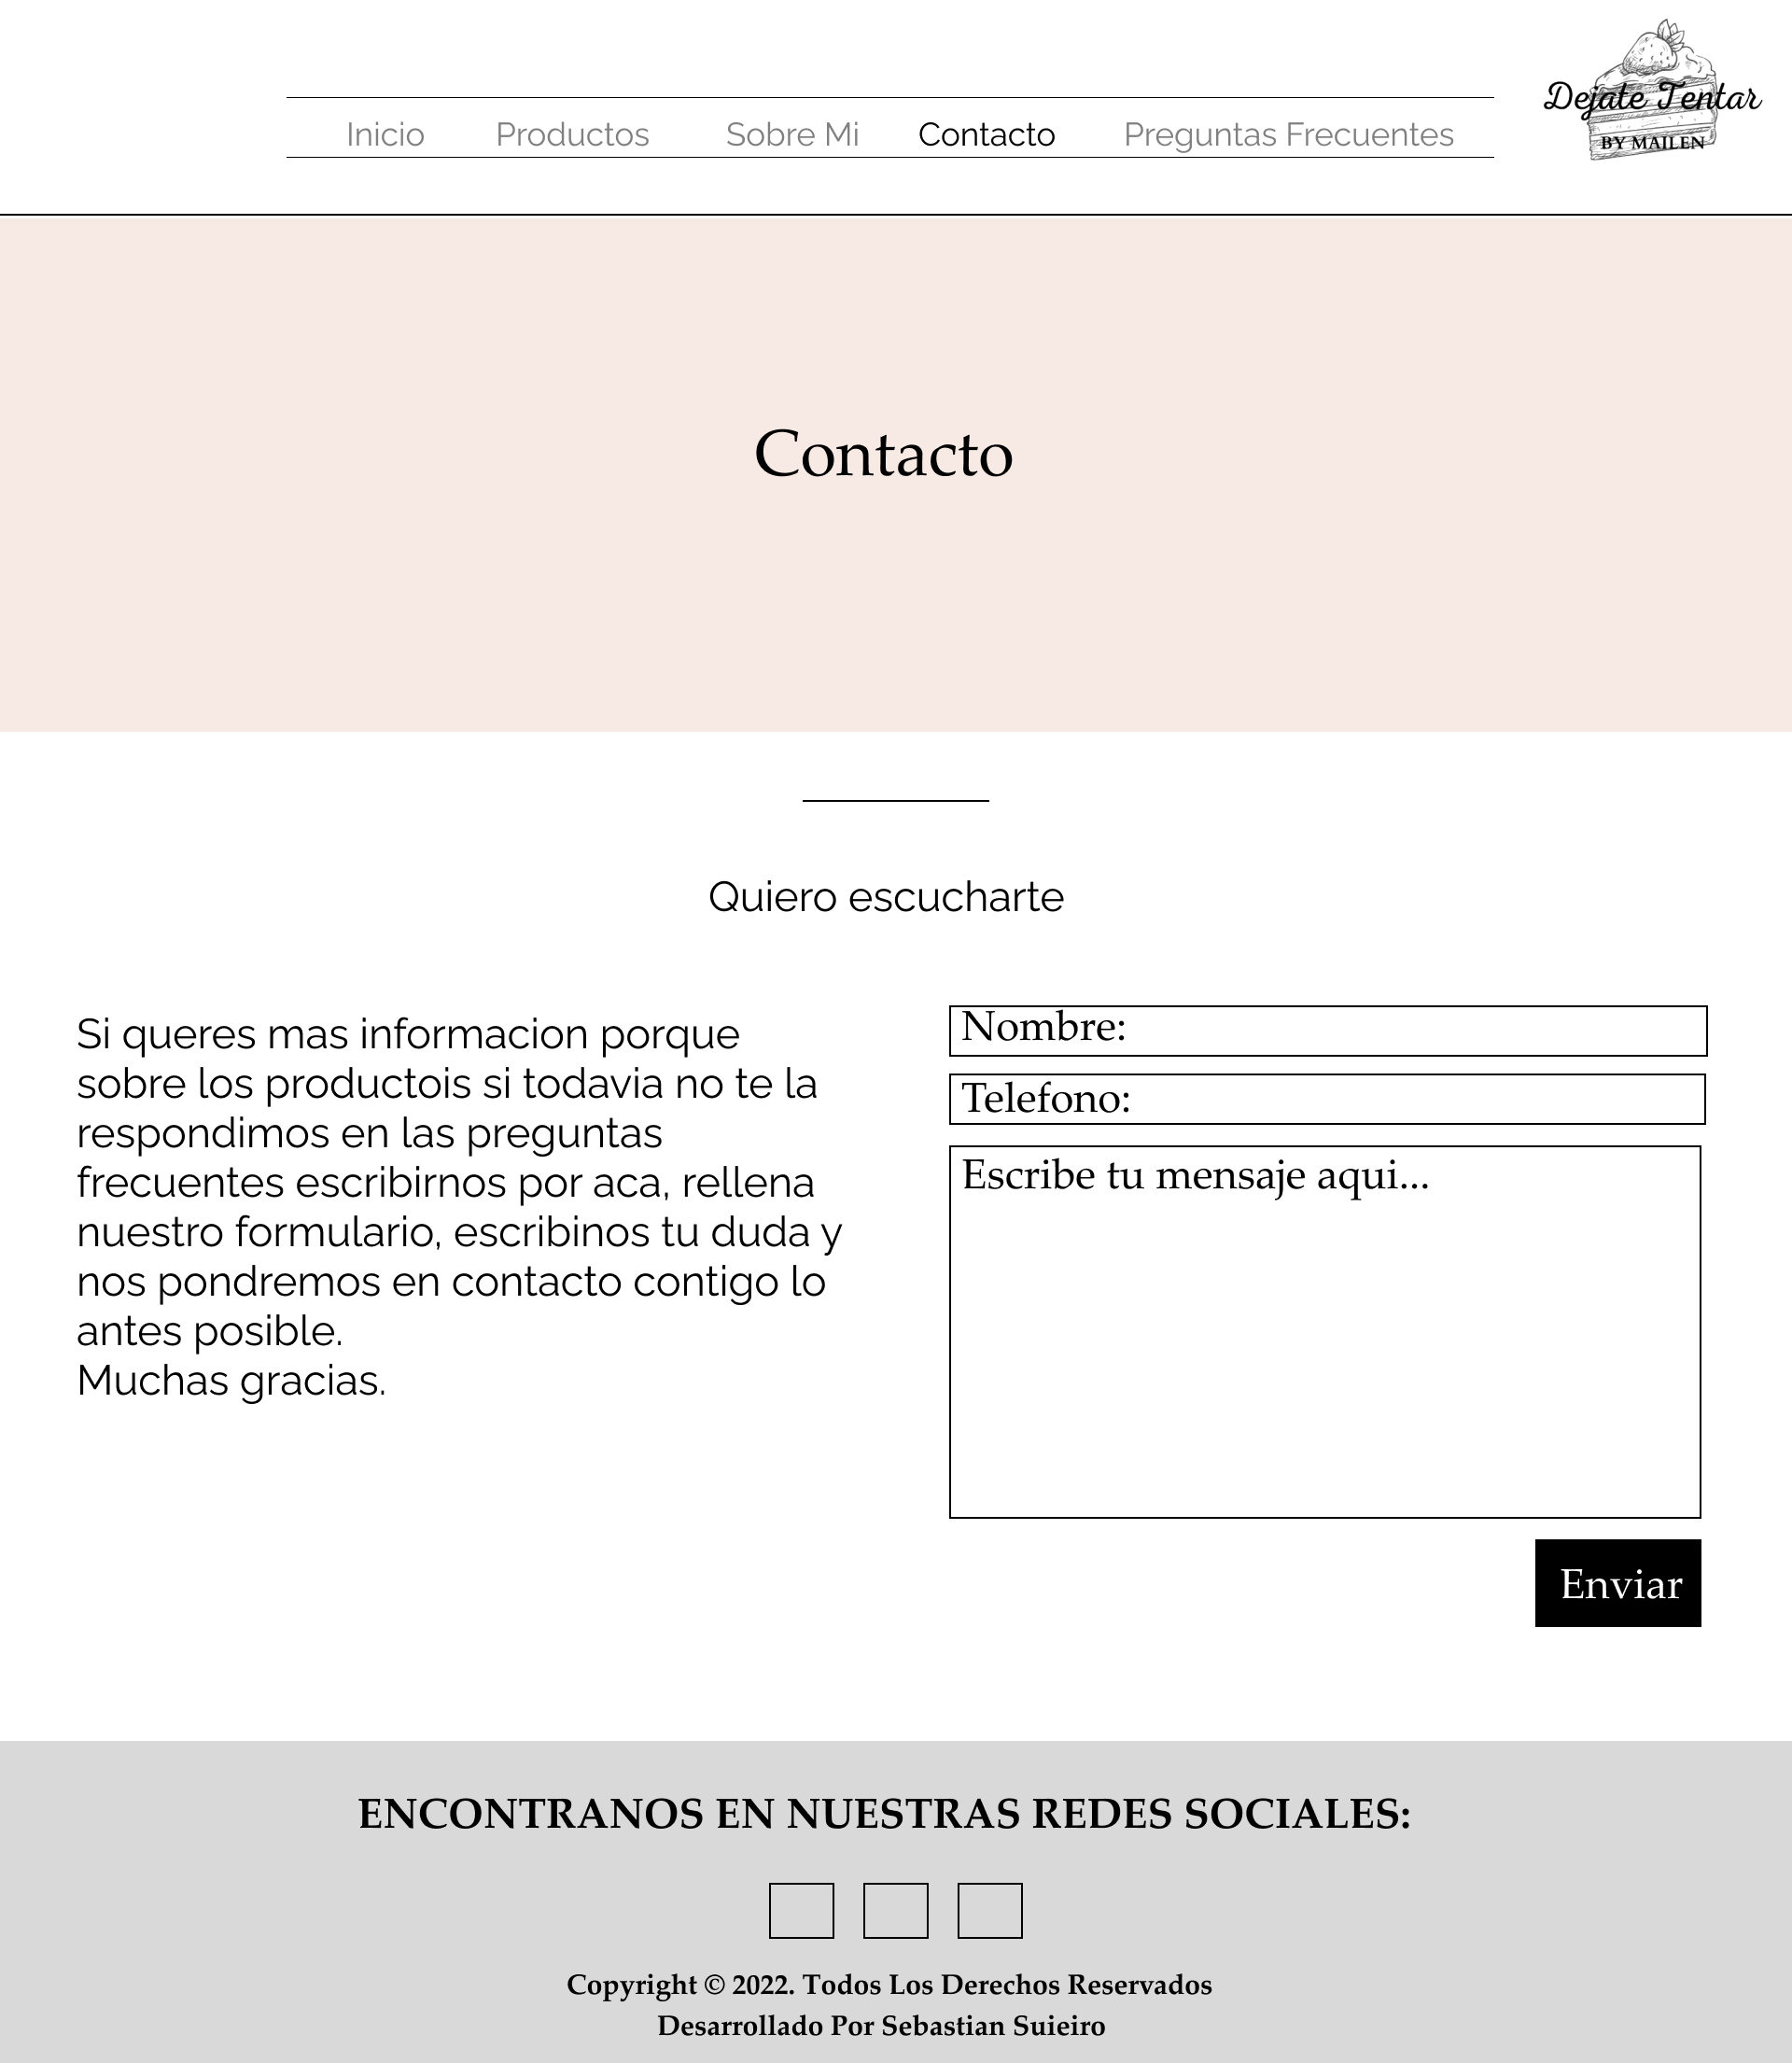 Dejate Tentar
BY MAILEN
Inicio Productos Sobre Mi Contacto Preguntas Frecuentes
Contacto
Quiero escucharte
Si queres mas informacion porque
sobre los productois si todavia no te la
respondimos en las preguntas
frecuentes escribirnos por aca, rellena
nuestro formulario, escribinos tu duda y
nos pondremos en contacto contigo lo
antes posible.
Muchas gracias.
Nombre:
Telefono:
Escribe tu mensaje aqui...
Enviar
ENCONTRANOS EN NUESTRAS REDES SOCIALES:
Copyright © 2022. Todos Los Derechos Reservados
Desarrollado Por Sebastian Suieiro